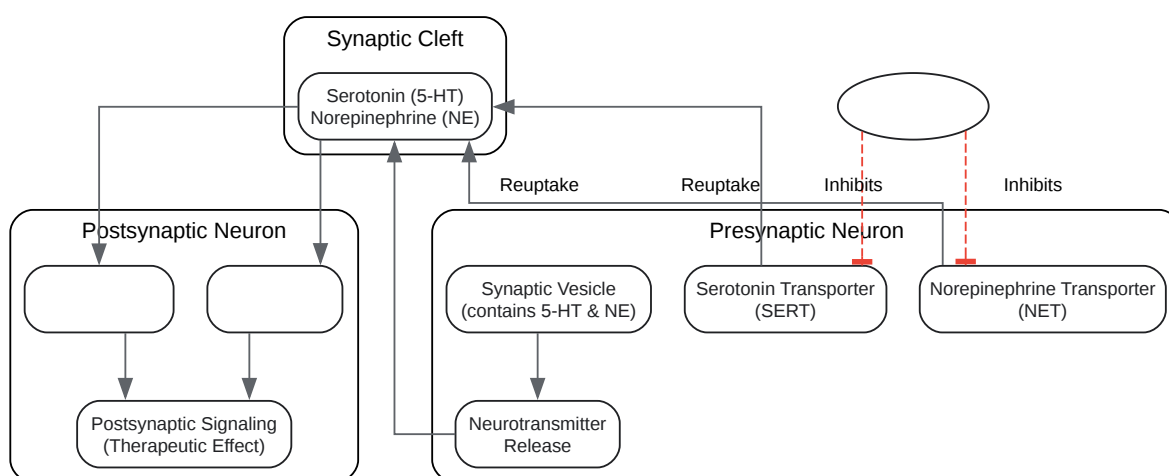 Synaptic Cleft
Serotonin (5-HT)
Norepinephrine (NE)
Reuptake
Reuptake
Inhibits
Inhibits
Postsynaptic Neuron
Presynaptic Neuron
Synaptic Vesicle
(contains 5-HT & NE)
Serotonin Transporter
(SERT)
Norepinephrine Transporter
(NET)
Postsynaptic Signaling
(Therapeutic Effect)
Neurotransmitter
Release